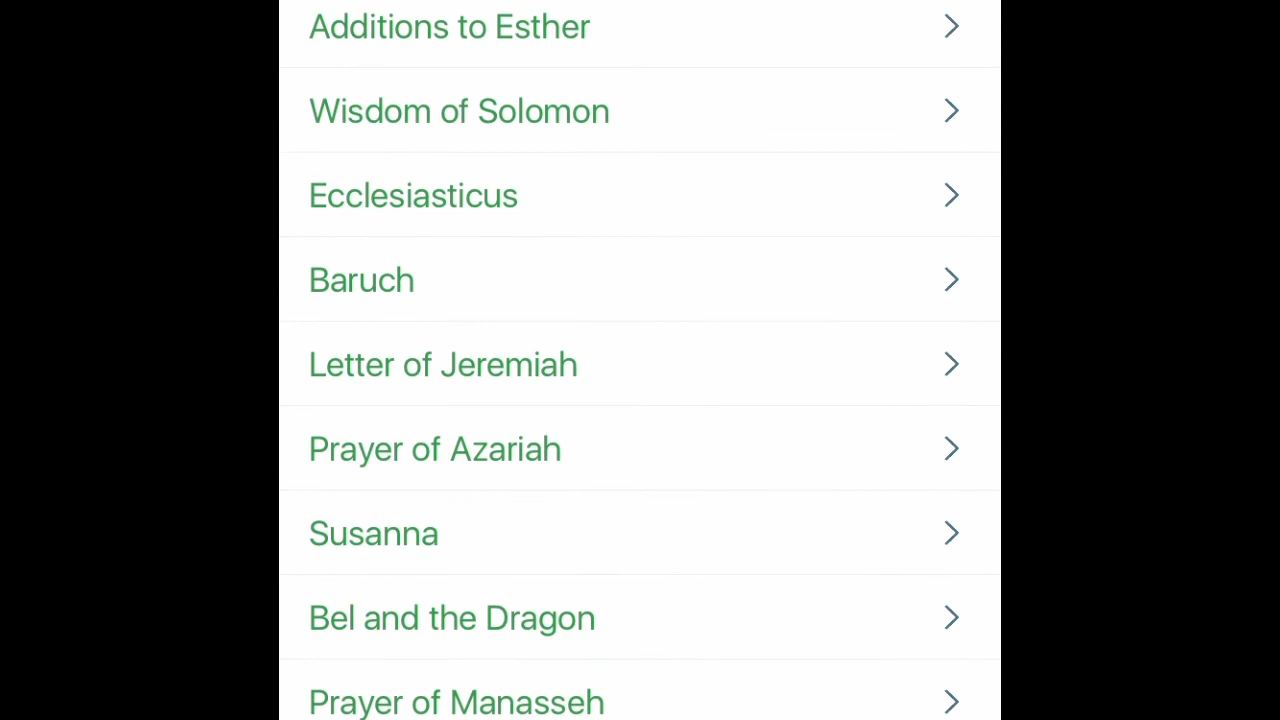 Additions to Esther
Wisdom of Solomon
Ecclesiasticus
Baruch
Letter of Jeremiah
Prayer of Azariah
Susanna
Bel and the Dragon
Prayer of Manasseh